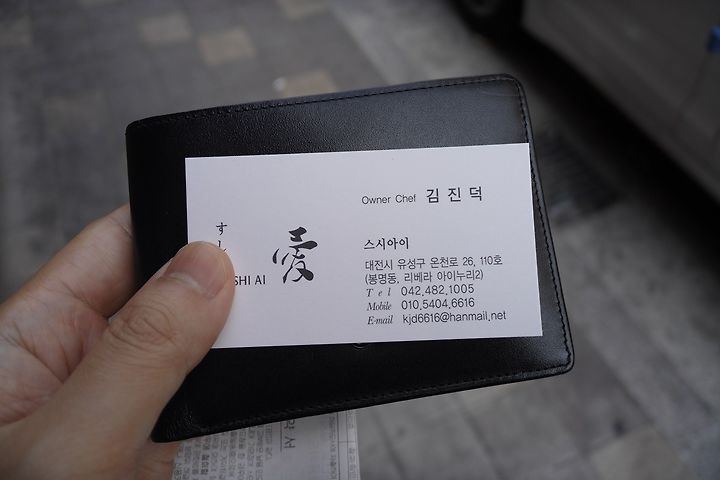 Owner Chef 김진덕
すし
愛
SHI AI
스시아이
대전시 유성구 온천로 26, 110호
(봉명동, 리베라 아이누리2)
Tel 042.482.1005
Mobile 010.5404.6616
E-mail kjd6616@hanmail.net